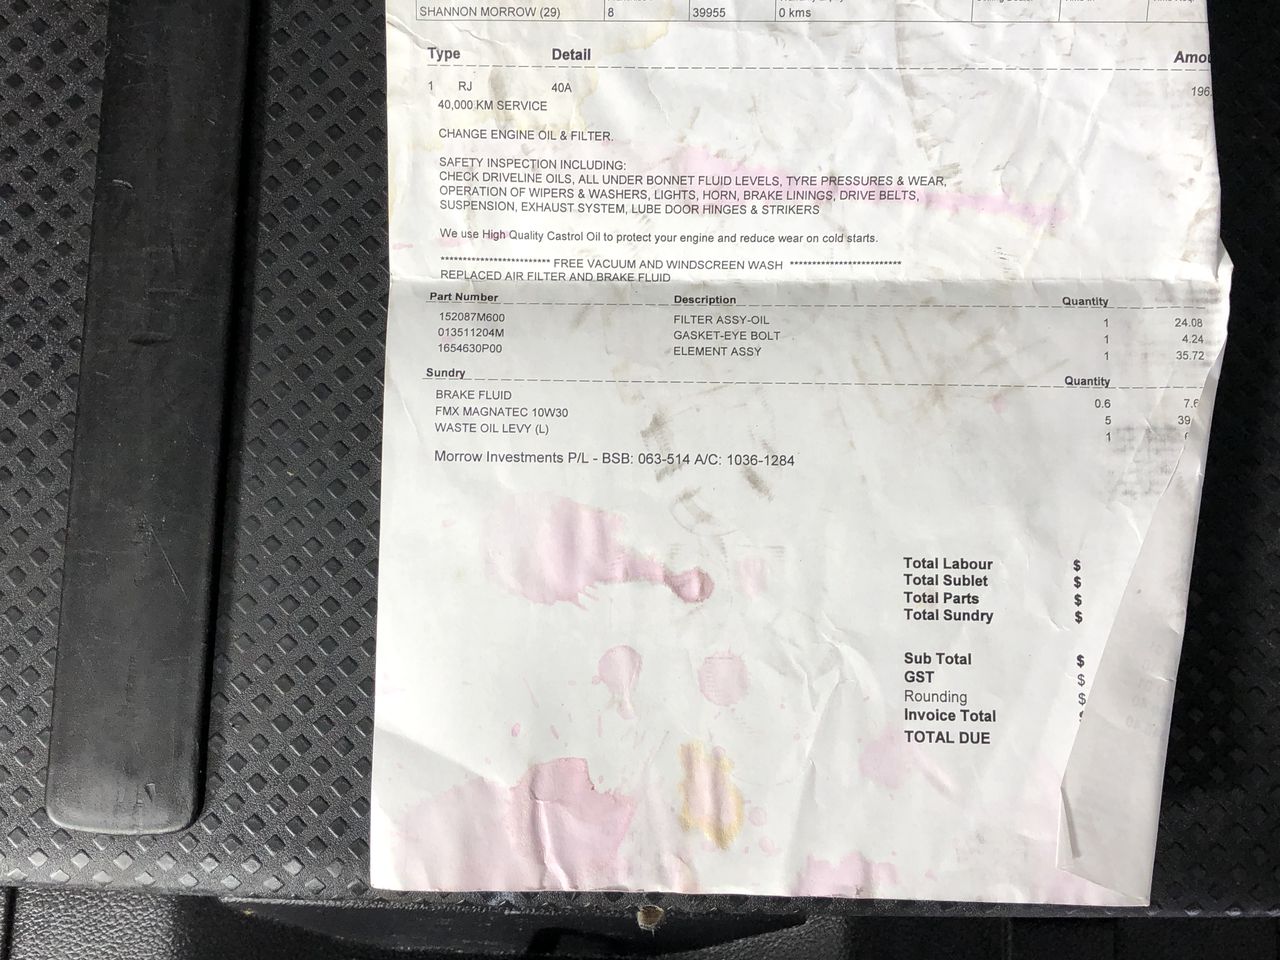 SHANNON MORROW (29) 8 39955 0 kms
Type Detail
1 RJ 40A 196.
40,000 KM SERVICE
CHANGE ENGINE OIL & FILTER.
SAFETY INSPECTION INCLUDING:
CHECK DRIVELINE OILS, ALL UNDER BONNET FLUID LEVELS, TYRE PRESSURES & WEAR,
OPERATION OF WIPERS & WASHERS, LIGHTS, HORN, BRAKE LININGS, DRIVE BELTS,
SUSPENSION, EXHAUST SYSTEM, LUBE DOOR HINGES & STRIKERS
We use High Quality Castrol Oil to protect your engine and reduce wear on cold starts.
************************* FREE VACUUM AND WINDSCREEN WASH *************************
REPLACED AIR FILTER AND BRAKE FLUID
Part Number Description Quantity
152087M600 FILTER ASSY-OIL 1 24.08
013511204M GASKET-EYE BOLT 1 4.24
1654630P00 ELEMENT ASSY 1 35.72
Sundry Quantity
BRAKE FLUID 0.6 7.6
FMX MAGNATEC 10W30 5 39
WASTE OIL LEVY (L) 1
Morrow Investments P/L - BSB: 063-514 A/C: 1036-1284
Total Labour $
Total Sublet $
Total Parts $
Total Sundry $
Sub Total $
GST $
Rounding $
Invoice Total
TOTAL DUE